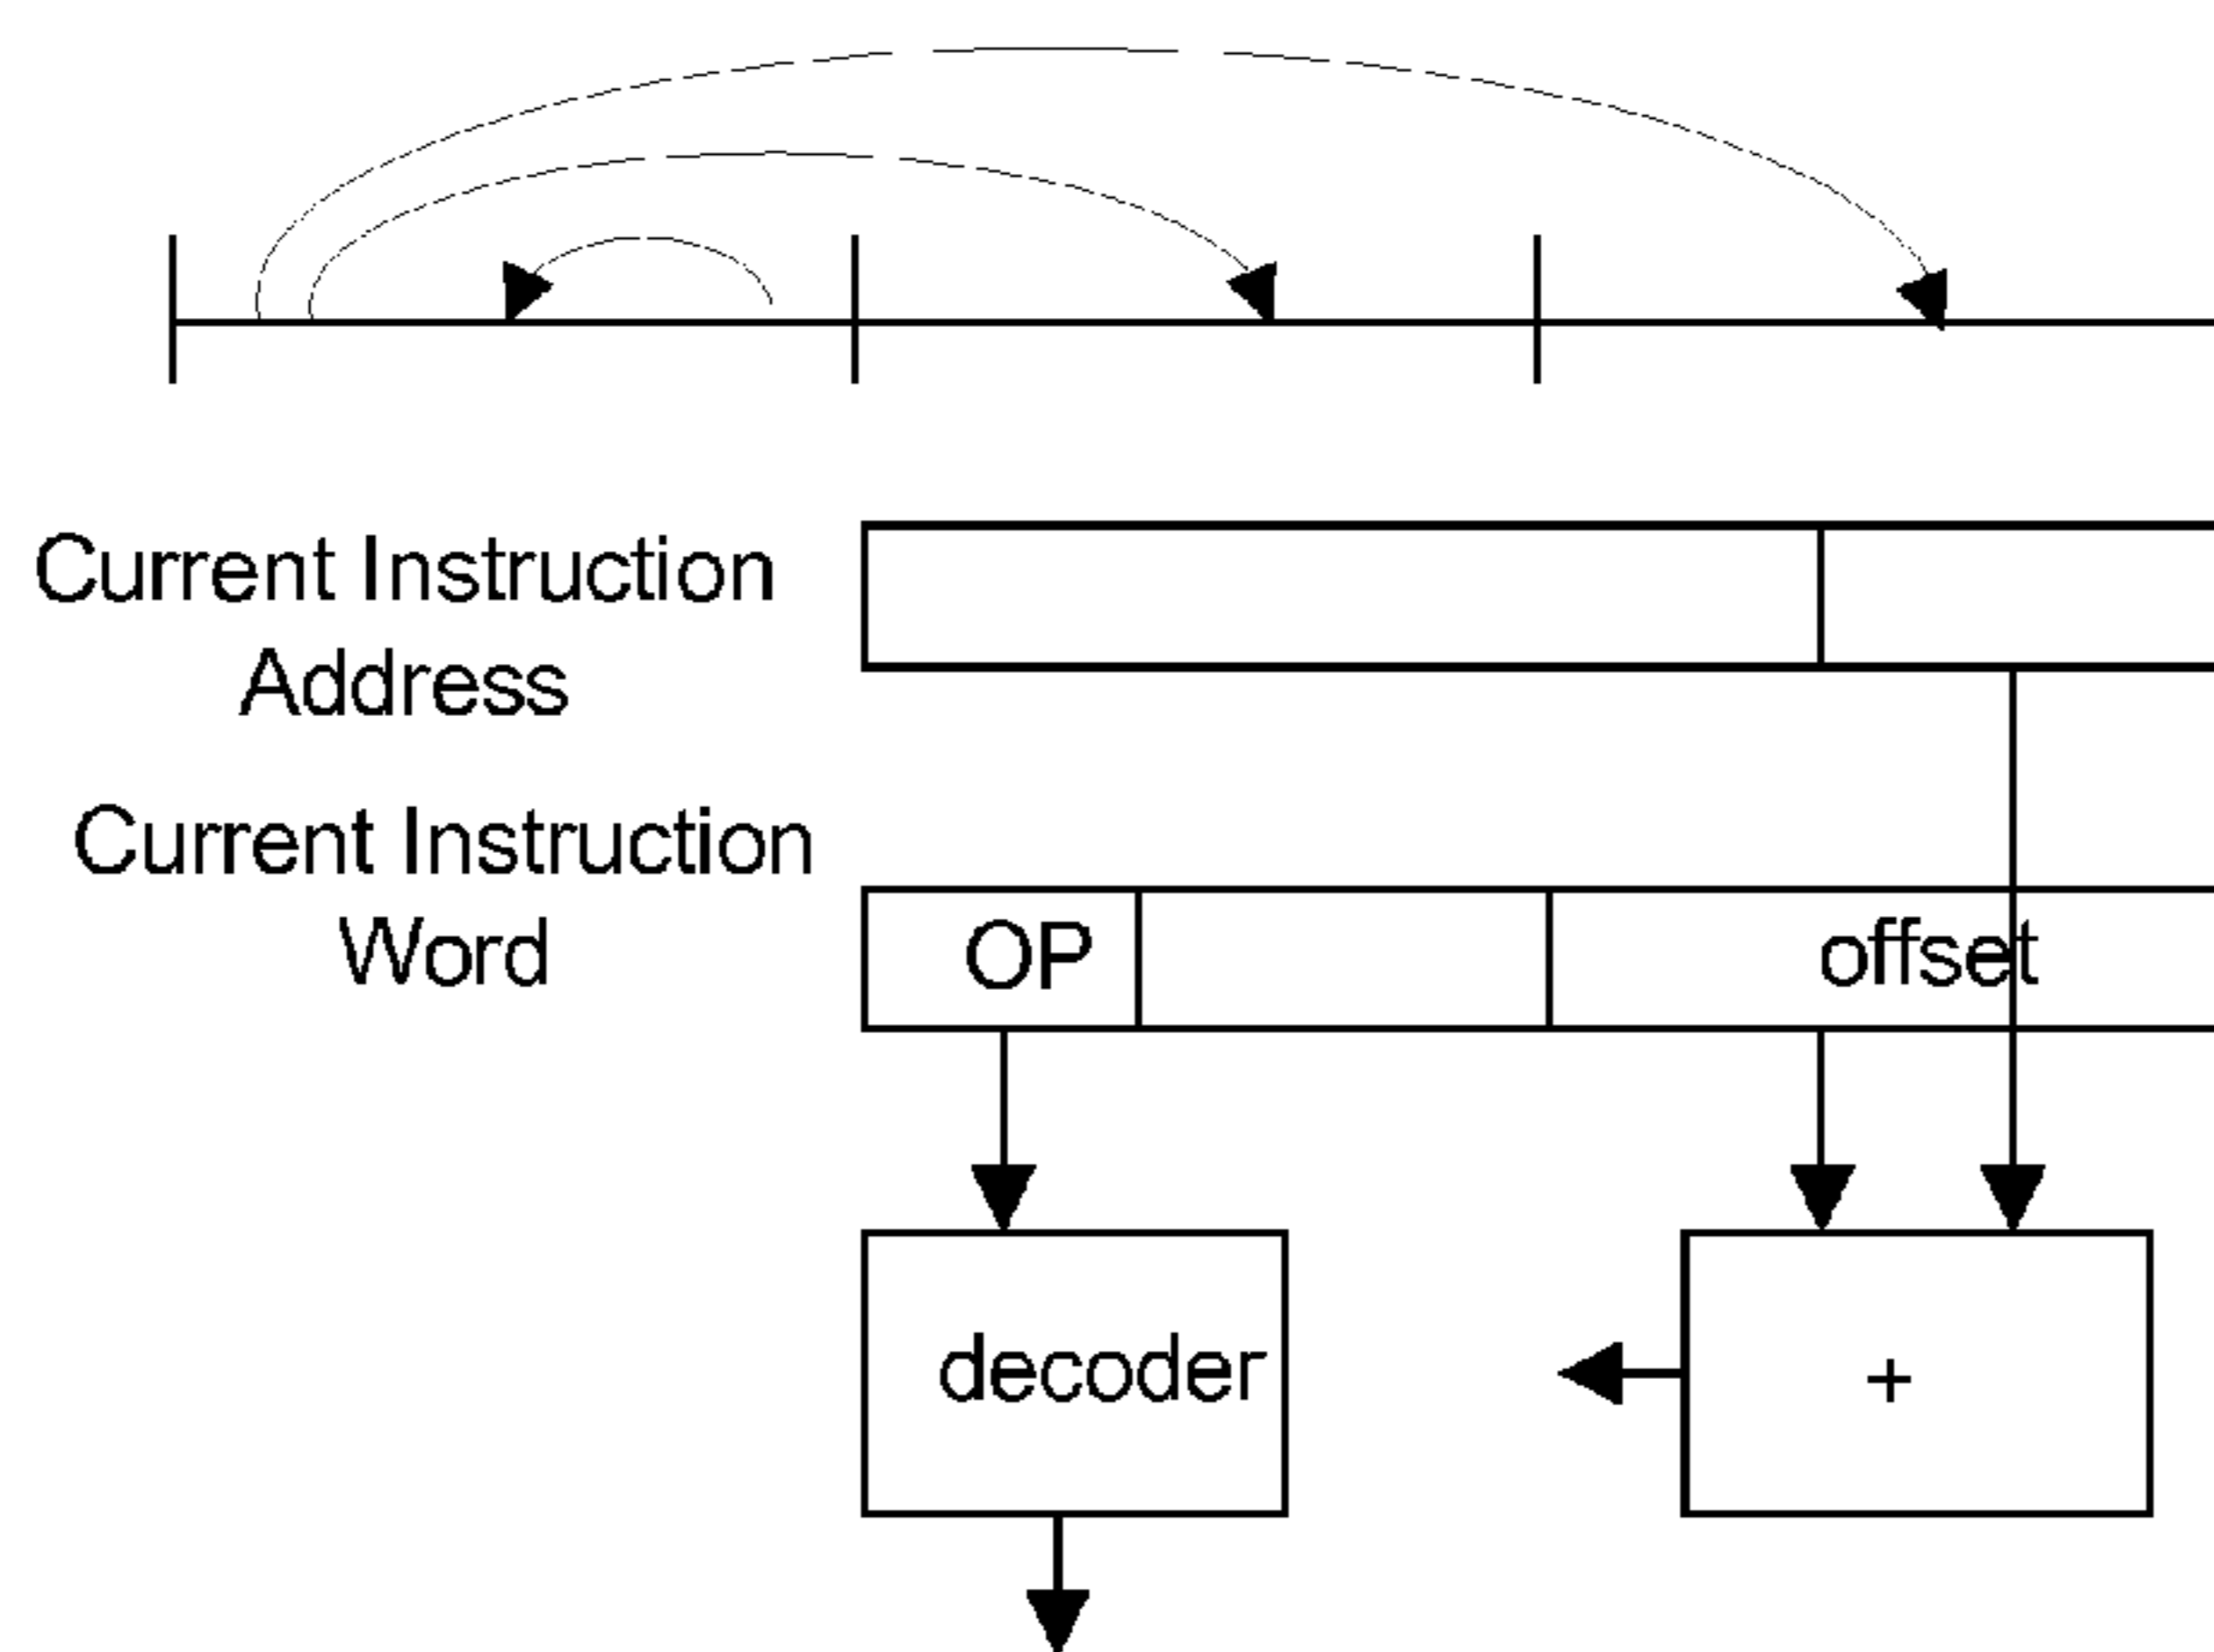 Current Instruction
Address
Current Instruction
Word
OP
offset
decoder
+